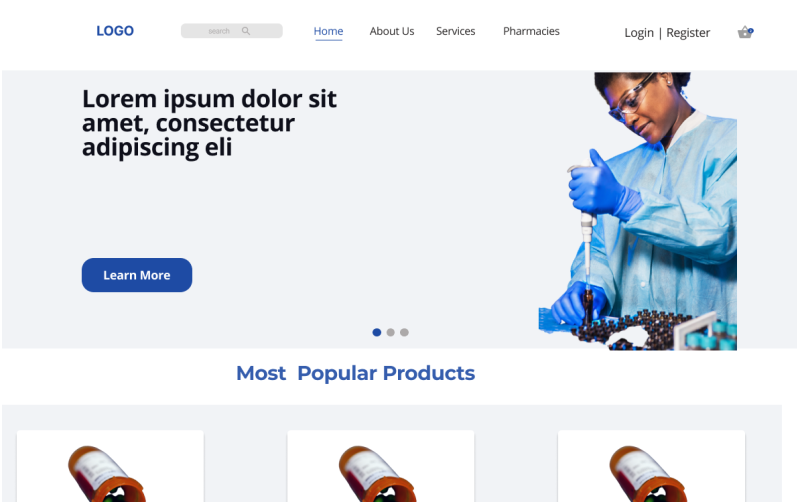 LOGO
search
Home
About Us
Services
Pharmacies
Login | Register
Lorem ipsum dolor sit
amet, consectetur
adipiscing eli
Learn More
Most Popular Products